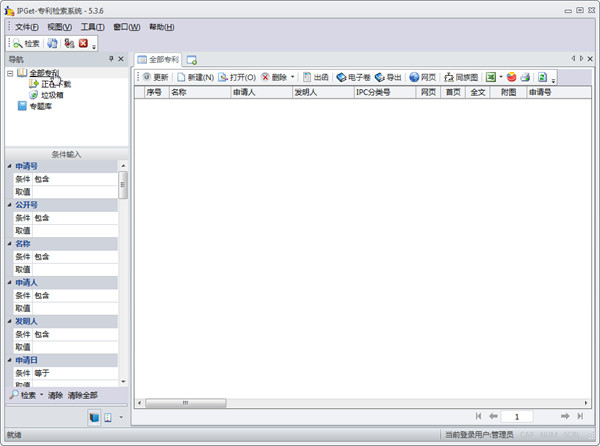 IPGet-专利检索系统 - 5.3.6
文件(F) 视图(V) 工具(T) 窗口(W) 帮助(H)
检索
导航
全部专利
正在下载
垃圾箱
专题库
条件输入
申请号
条件 包含
取值
公开号
条件 包含
取值
名称
条件 包含
取值
申请人
条件 包含
取值
发明人
条件 包含
取值
申请日
条件 等于
取值
检索 清除 清除全部
全部专利
更新 新建(N) 打开(O) 删除 出函 电子卷 导出 网页 同族图
序号 名称 申请人 发明人 IPC分类号 网页 首页 全文 附图 申请号
1
就绪
当前登录用户:管理员